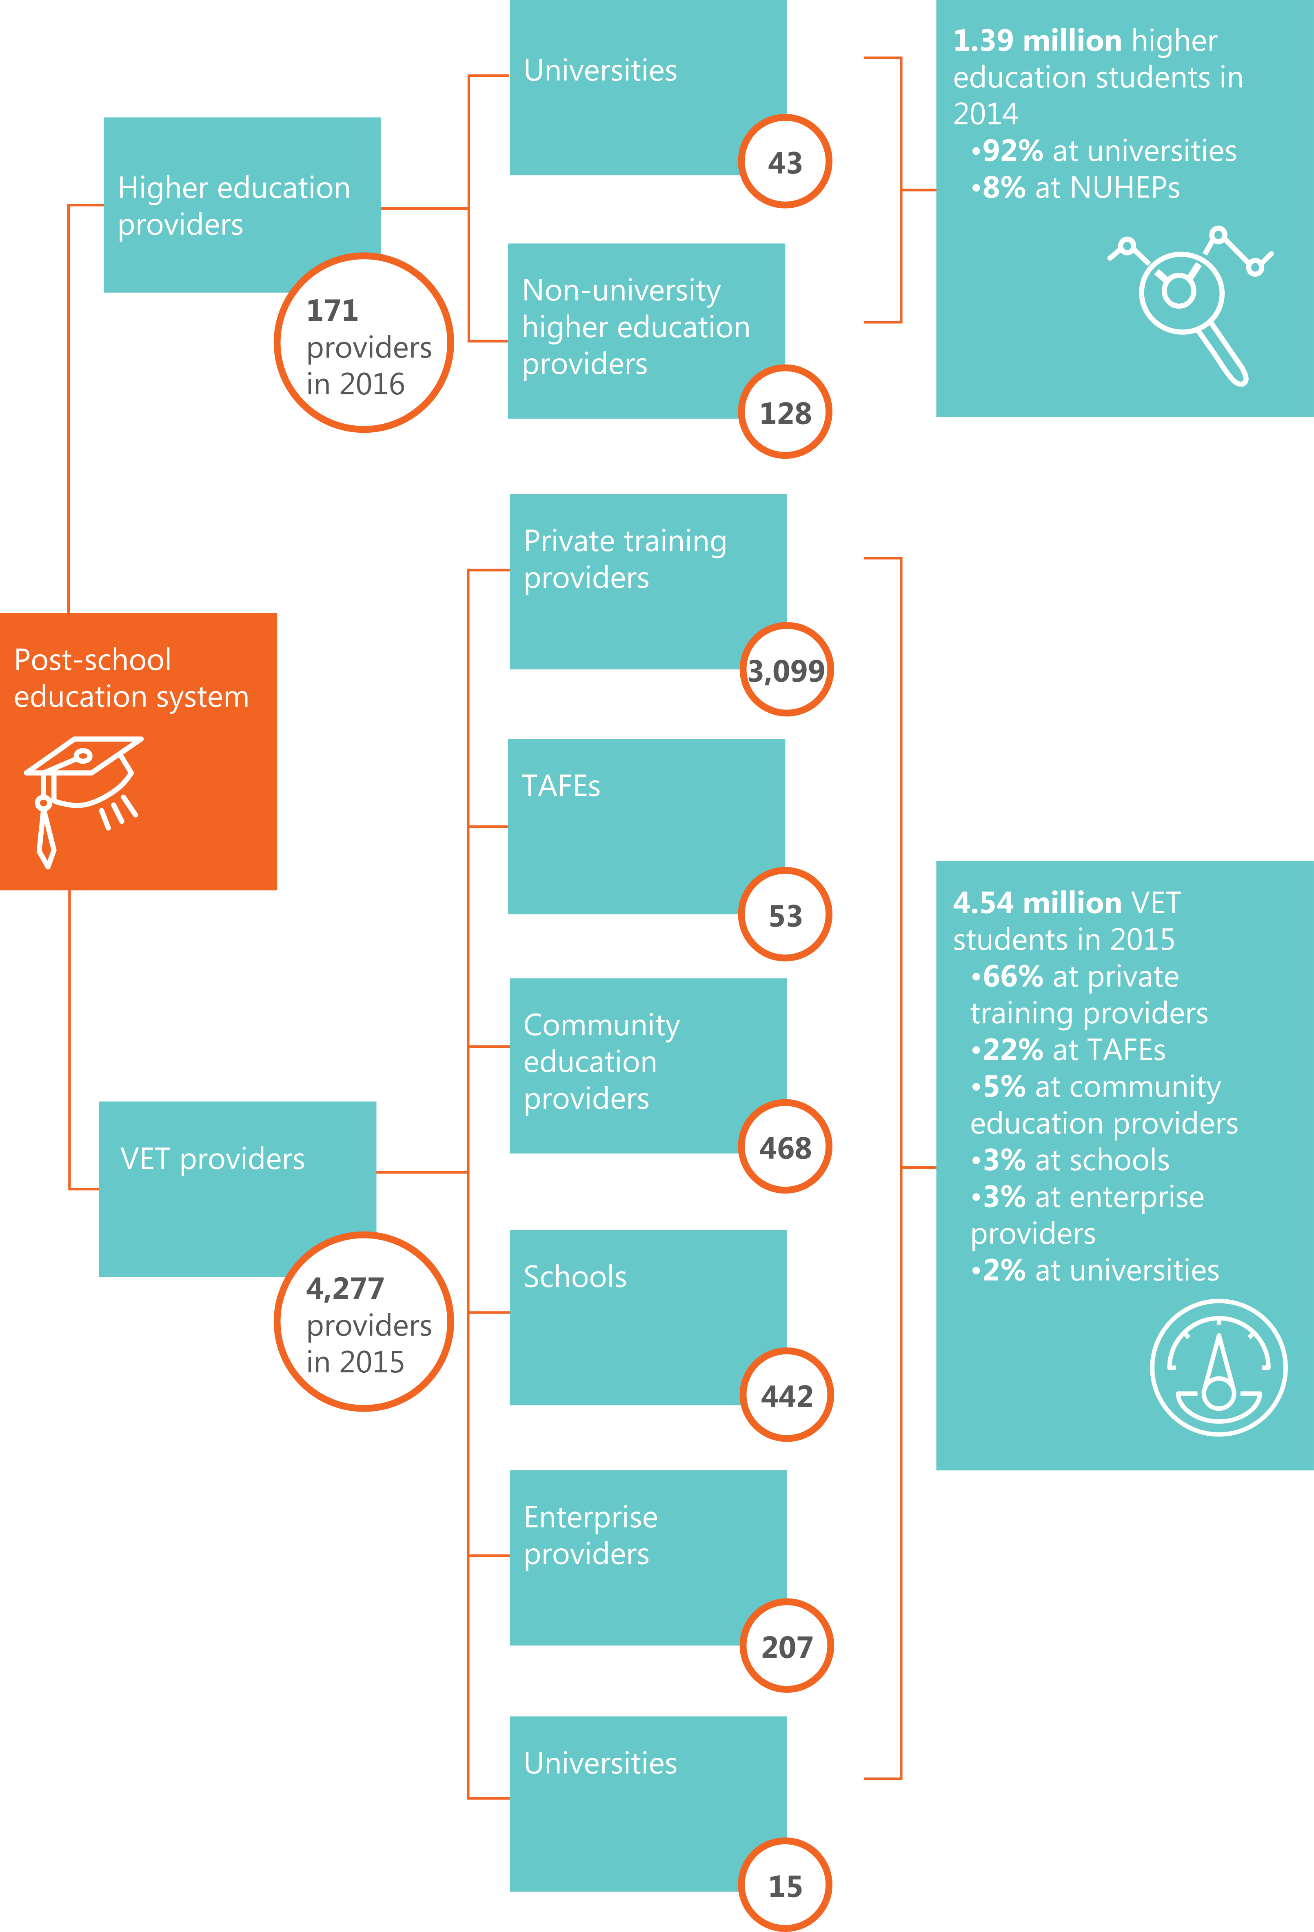 Universities
43
Higher education
providers
171
providers
in 2016
Non-university
higher education
providers
128
1.39 million higher
education students in
2014
•92% at universities
•8% at NUHEPs
Post-school
education system
Private training
providers
3,099
TAFEs
53
Community
education
providers
468
VET providers
4,277
providers
in 2015
Schools
442
Enterprise
providers
207
Universities
15
4.54 million VET
students in 2015
•66% at private
training providers
•22% at TAFEs
•5% at community
education providers
•3% at schools
•3% at enterprise
providers
•2% at universities